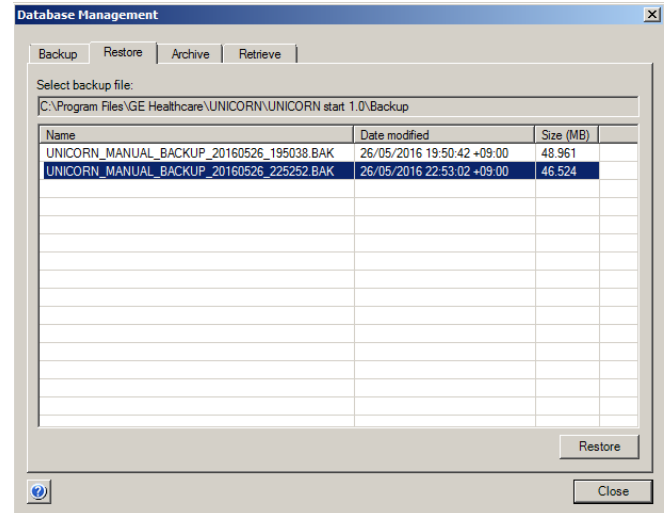 Database Management
Backup Restore Archive Retrieve
Select backup file:
C:\Program Files\GE Healthcare\UNICORN\UNICORN start 1.0\Backup
Name Date modified Size (MB)
UNICORN_MANUAL_BACKUP_20160526_195038.BAK 26/05/2016 19:50:42 +09:00 48.961
UNICORN_MANUAL_BACKUP_20160526_225252.BAK 26/05/2016 22:53:02 +09:00 46.524
Restore
Close